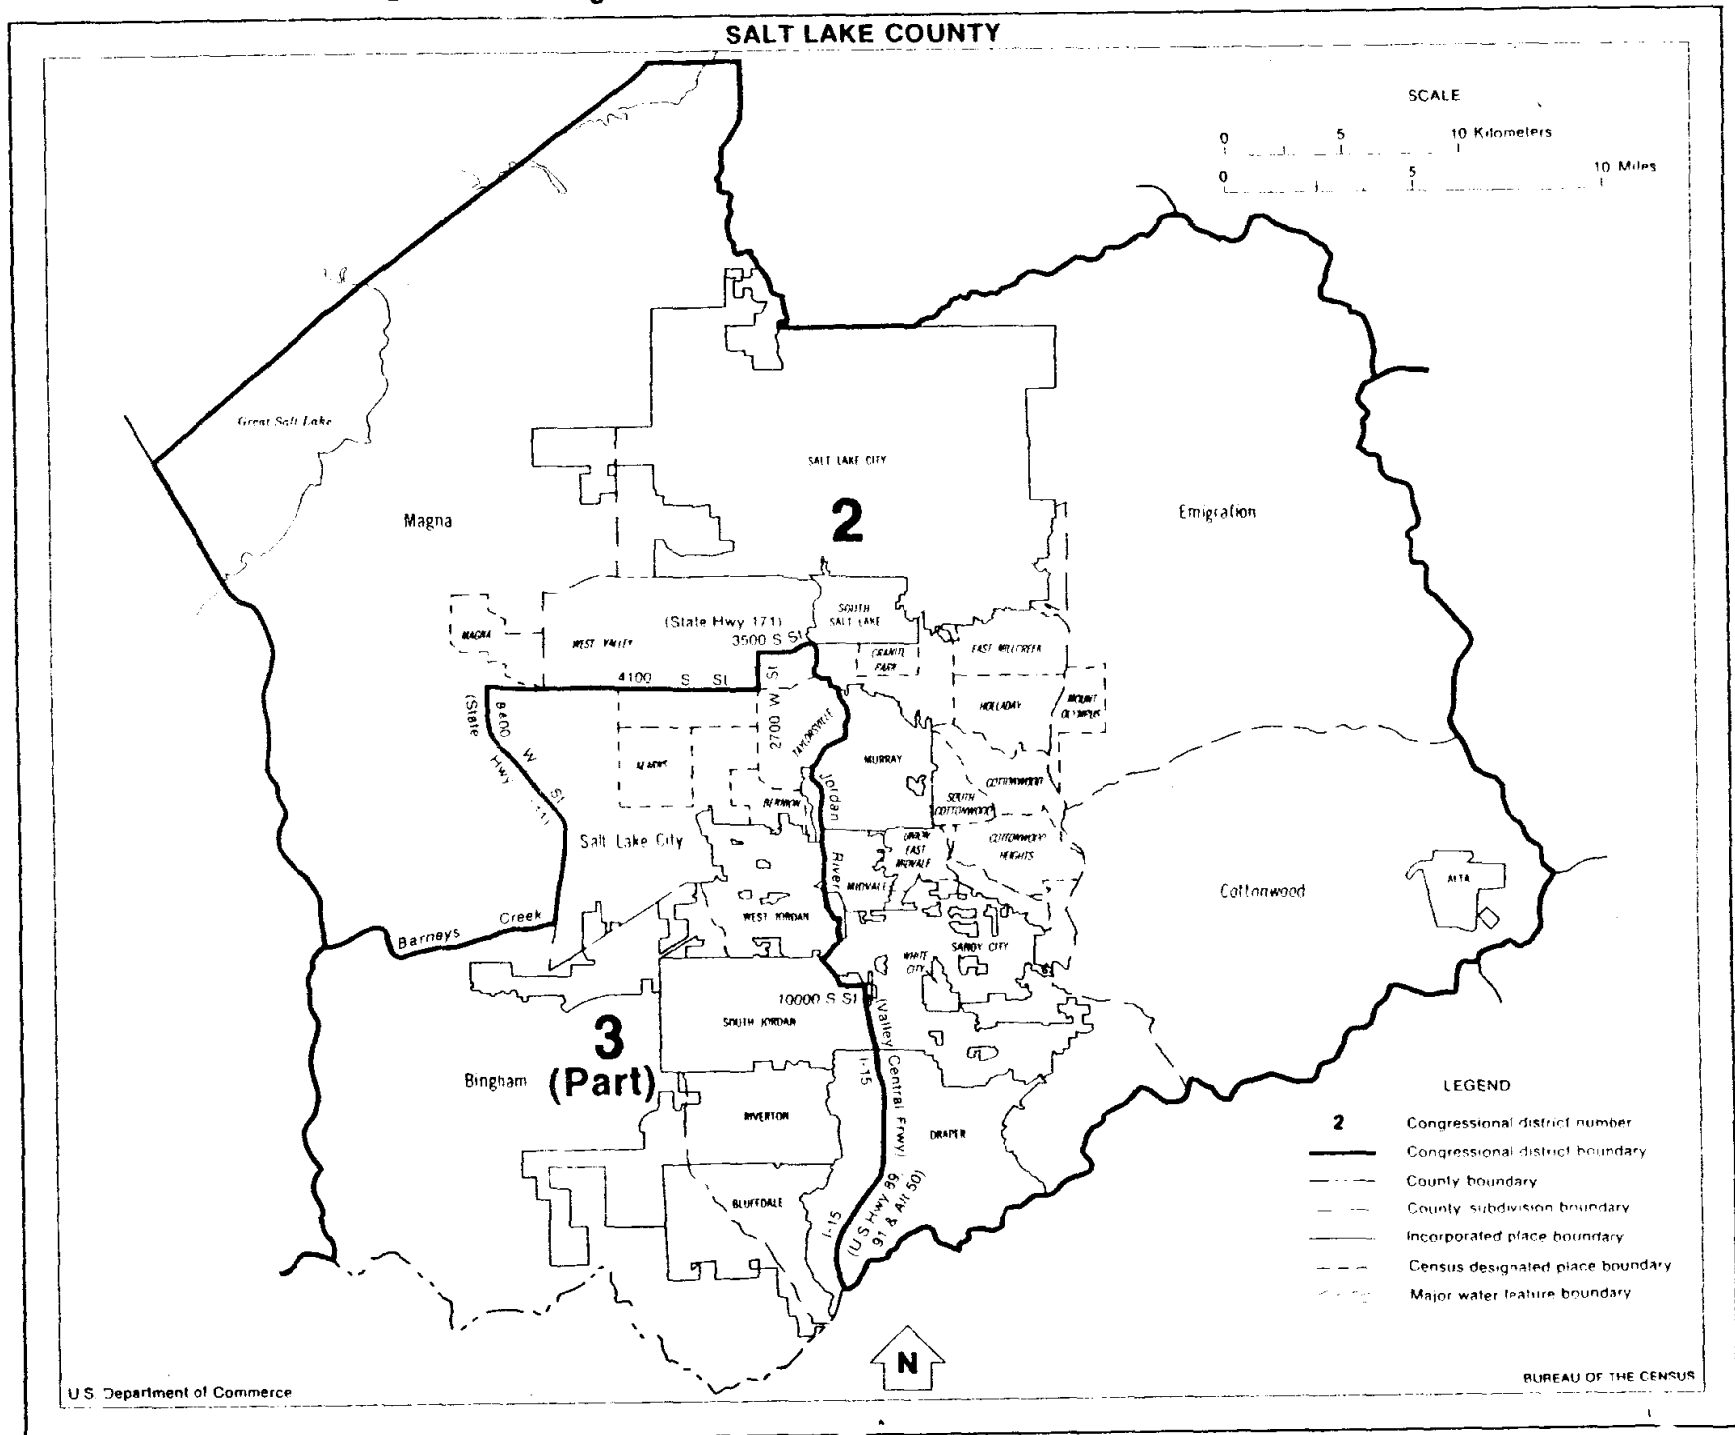 SALT LAKE COUNTY
SCALE
0 5 10 Kilometers
0 5 10 Miles
Great Salt Lake
SALT LAKE CITY
2
Magna
Emigration
SOUTH
SALT LAKE
(State Hwy 171)
3500 S St
MAGNA
WEST VALLEY
GRANITE
PARK
EAST MILLCREEK
4100 S St
2700 W St
HOLLADAY
MOUNT
OLYMPUS
8400 W St
(State Hwy 111)
TAYLORSVILLE
KEARNS
MURRAY
Jordan River
BENNION
COTTONWOOD
SOUTH
COTTONWOOD
Salt Lake City
UNION
EAST
MIDVALE
COTTONWOOD
HEIGHTS
MIDVALE
Cottonwood
ALTA
WEST JORDAN
Barneys Creek
SANDY CITY
WHITE
CITY
10000 S St
SOUTH JORDAN
3
(Part)
Bingham
(Valley Central Frwy)
I-15
RIVERTON
DRAPER
BLUFFDALE
I-15
(U S Hwy 89
91 & Alt 50)
LEGEND
2 Congressional district number
Congressional district boundary
County boundary
County subdivision boundary
Incorporated place boundary
Census designated place boundary
Major water feature boundary
N
U.S. Department of Commerce
BUREAU OF THE CENSUS